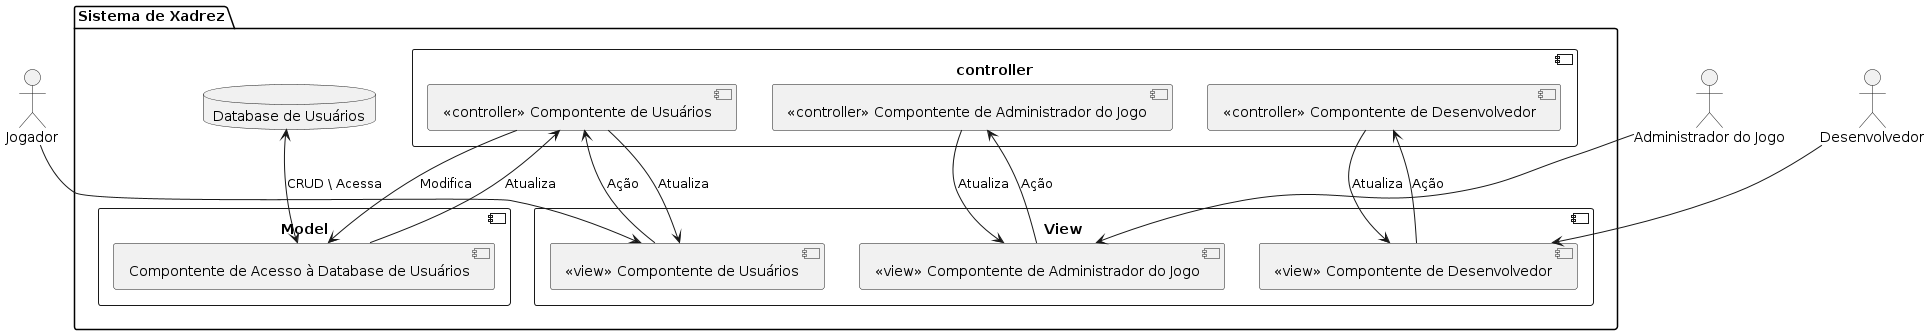 Sistema de Xadrez
controller
«controller» Compontente de Usuários
«controller» Compontente de Administrador do Jogo
«controller» Compontente de Desenvolvedor
Database de Usuários
Jogador
Administrador do Jogo
Desenvolvedor
CRUD \ Acessa
Modifica
Atualiza
Ação
Atualiza
Atualiza
Ação
Atualiza
Ação
Model
View
Compontente de Acesso à Database de Usuários
«view» Compontente de Usuários
«view» Compontente de Administrador do Jogo
«view» Compontente de Desenvolvedor